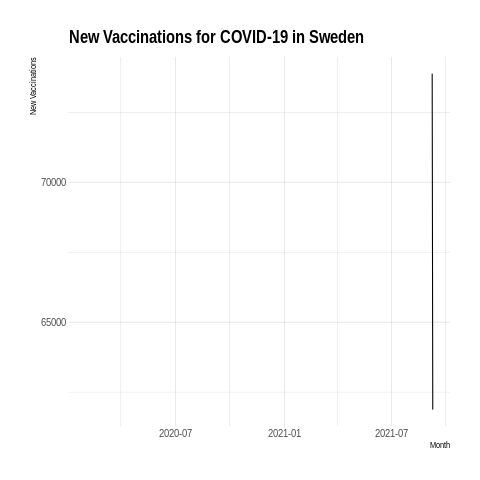 New Vaccinations for COVID-19 in Sweden
New Vaccinations
70000
65000
2020-07 2021-01 2021-07
Month